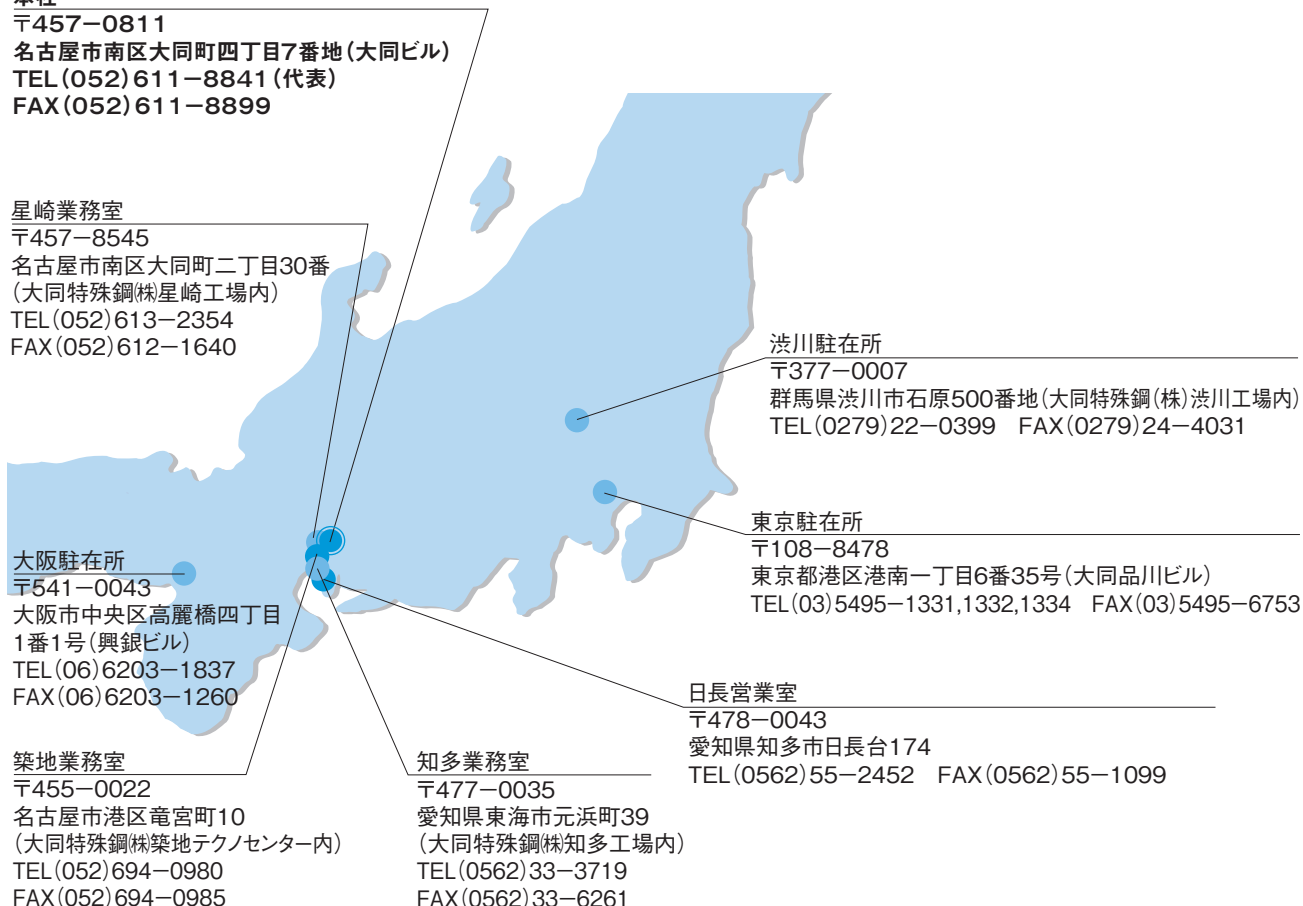 本社
〒457−0811
名古屋市南区大同町四丁目7番地(大同ビル)
TEL(052)611−8841(代表)
FAX(052)611−8899
星崎業務室
〒457−8545
名古屋市南区大同町二丁目30番
(大同特殊鋼㈱星崎工場内)
TEL(052)613−2354
FAX(052)612−1640
渋川駐在所
〒377−0007
群馬県渋川市石原500番地(大同特殊鋼(株)渋川工場内)
TEL(0279)22−0399 FAX(0279)24−4031
東京駐在所
〒108−8478
東京都港区港南一丁目6番35号(大同品川ビル)
TEL(03)5495−1331,1332,1334 FAX(03)5495−6753
大阪駐在所
〒541−0043
大阪市中央区高麗橋四丁目
1番1号(興銀ビル)
TEL(06)6203−1837
FAX(06)6203−1260
日長営業室
〒478−0043
愛知県知多市日長台174
TEL(0562)55−2452 FAX(0562)55−1099
築地業務室
〒455−0022
名古屋市港区竜宮町10
(大同特殊鋼㈱築地テクノセンター内)
TEL(052)694−0980
FAX(052)694−0985
知多業務室
〒477−0035
愛知県東海市元浜町39
(大同特殊鋼㈱知多工場内)
TEL(0562)33−3719
FAX(0562)33−6261